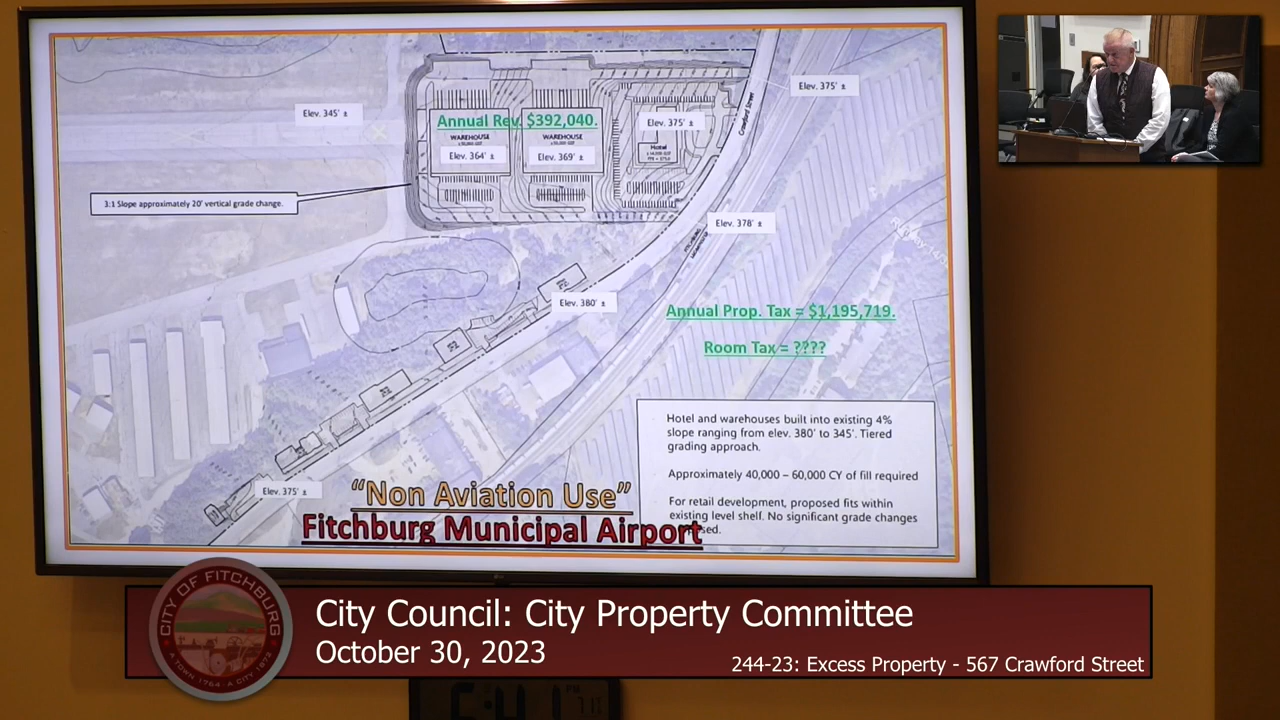 Elev. 375' ±
Elev. 345' ±
Annual Rev. $392,040.
Elev. 375' ±
WAREHOUSE
WAREHOUSE
Hotel
Elev. 364' ±
Elev. 369' ±
Crawford Street
3:1 Slope approximately 20' vertical grade change.
Elev. 378' ±
Elev. 380' ±
Annual Prop. Tax = $1,195,719.
Room Tax = ????
Hotel and warehouses built into existing 4%
slope ranging from elev. 380' to 345'. Tiered
grading approach.
Approximately 40,000 – 60,000 CY of fill required
For retail development, proposed fits within
existing level shelf. No significant grade changes
Elev. 375' ±
"Non Aviation Use"
Fitchburg Municipal Airport
CITY OF FITCHBURG
A TOWN 1764 · A CITY 1872
City Council: City Property Committee
October 30, 2023
244-23: Excess Property - 567 Crawford Street